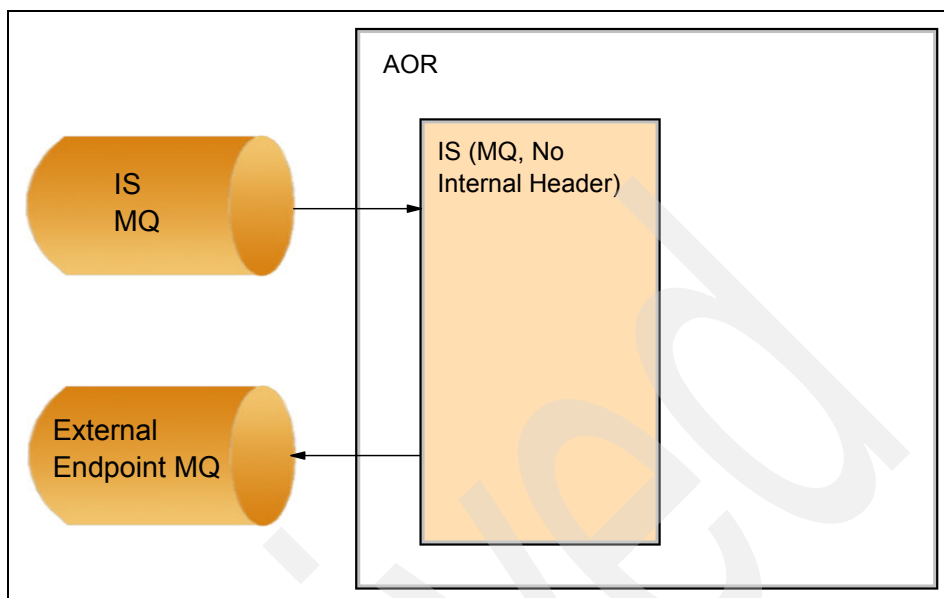 AOR
IS
MQ
IS (MQ, No
Internal Header)
External
Endpoint MQ